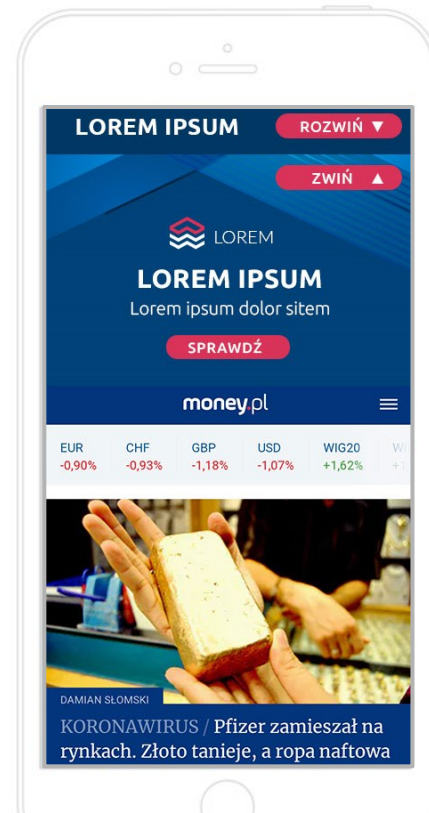 LOREM IPSUM ROZWIŃ ▼
ZWIŃ ▲
LOREM
LOREM IPSUM
Lorem ipsum dolor sitem
SPRAWDŹ
money.pl
EUR CHF GBP USD WIG20
-0,90% -0,93% -1,18% -1,07% +1,62%
DAMIAN SŁOMSKI
KORONAWIRUS / Pfizer zamieszał na
rynkach. Złoto tanieje, a ropa naftowa